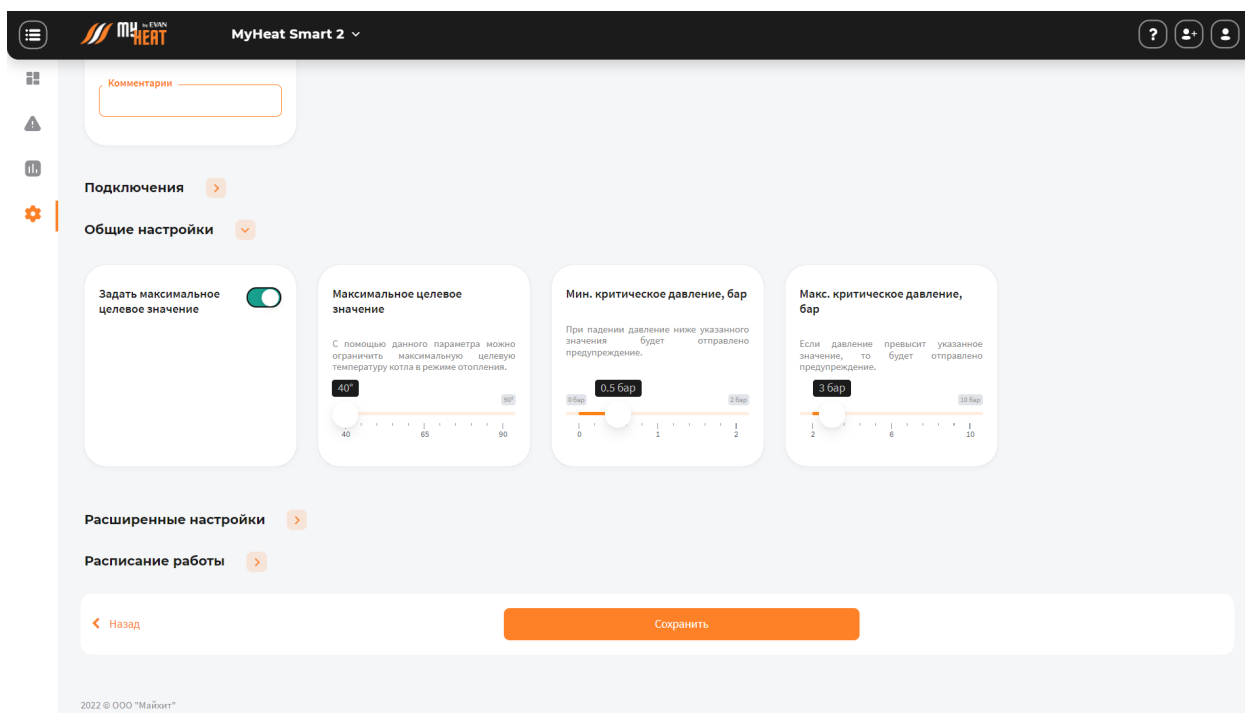 MYHEAT by EVAN
MyHeat Smart 2
?
Комментарии
Подключения
Общие настройки
Задать максимальное
целевое значение
Максимальное целевое
значение
С помощью данного параметра можно
ограничить максимальную целевую
температуру котла в режиме отопления.
40°
90°
40 65 90
Мин. критическое давление, бар
При падении давление ниже указанного
значения будет отправлено
предупреждение.
0.5 бар
0 бар 2 бар
0 1 2
Макс. критическое давление,
бар
Если давление превысит указанное
значение, то будет отправлено
предупреждение.
3 бар
10 бар
2 6 10
Расширенные настройки
Расписание работы
Назад
Сохранить
2022 © ООО "Майхит"